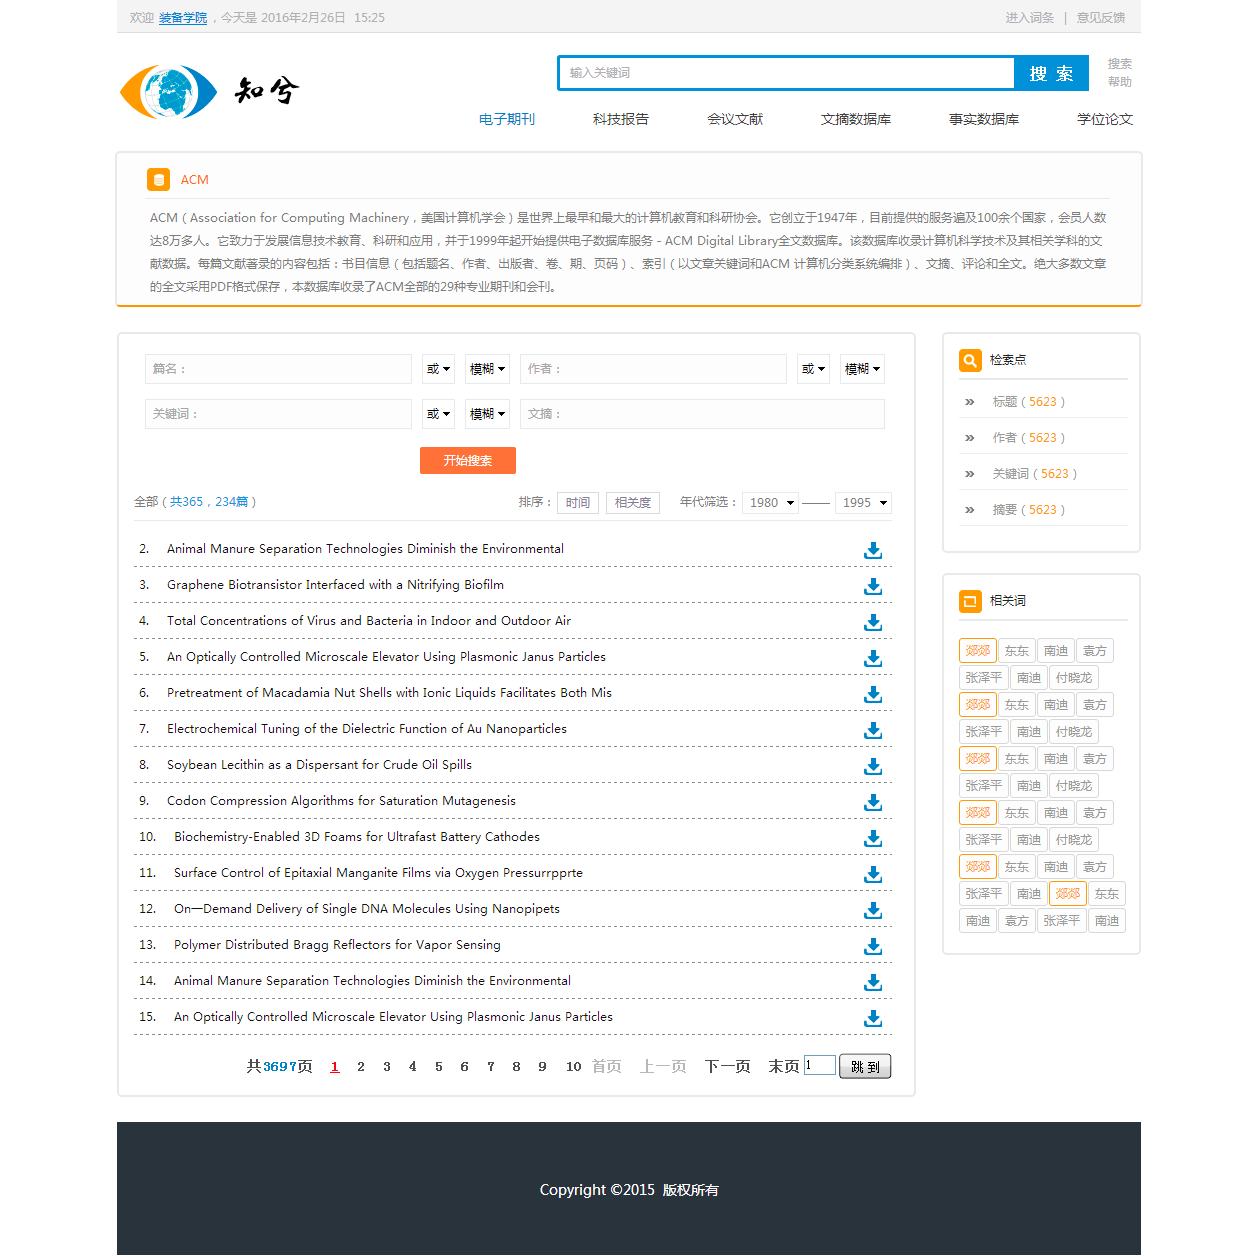 欢迎 装备学院 ，今天是 2016年2月26日 15:25
进入词条 | 意见反馈
知兮
输入关键词 搜 索 搜索帮助
电子期刊 科技报告 会议文献 文摘数据库 事实数据库 学位论文
ACM
ACM（Association for Computing Machinery，美国计算机学会）是世界上最早和最大的计算机教育和科研协会。它创立于1947年，目前提供的服务遍及100余个国家，会员人数
达8万多人。它致力于发展信息技术教育、科研和应用，并于1999年起开始提供电子数据库服务 - ACM Digital Library全文数据库。该数据库收录计算机科学技术及其相关学科的文
献数据。每篇文献著录的内容包括：书目信息（包括题名、作者、出版者、卷、期、页码）、索引（以文章关键词和ACM 计算机分类系统编排）、文摘、评论和全文。绝大多数文章
的全文采用PDF格式保存，本数据库收录了ACM全部的29种专业期刊和会刊。
篇名： 或 模糊 作者： 或 模糊
关键词： 或 模糊 文摘：
开始搜索
全部（共365，234篇） 排序： 时间 相关度 年代筛选： 1980 —— 1995
2. Animal Manure Separation Technologies Diminish the Environmental
3. Graphene Biotransistor Interfaced with a Nitrifying Biofilm
4. Total Concentrations of Virus and Bacteria in Indoor and Outdoor Air
5. An Optically Controlled Microscale Elevator Using Plasmonic Janus Particles
6. Pretreatment of Macadamia Nut Shells with Ionic Liquids Facilitates Both Mis
7. Electrochemical Tuning of the Dielectric Function of Au Nanoparticles
8. Soybean Lecithin as a Dispersant for Crude Oil Spills
9. Codon Compression Algorithms for Saturation Mutagenesis
10. Biochemistry-Enabled 3D Foams for Ultrafast Battery Cathodes
11. Surface Control of Epitaxial Manganite Films via Oxygen Pressurrpprte
12. On一Demand Delivery of Single DNA Molecules Using Nanopipets
13. Polymer Distributed Bragg Reflectors for Vapor Sensing
14. Animal Manure Separation Technologies Diminish the Environmental
15. An Optically Controlled Microscale Elevator Using Plasmonic Janus Particles
共3697页 1 2 3 4 5 6 7 8 9 10 首页 上一页 下一页 末页 1 跳 到
检索点
» 标题（5623）
» 作者（5623）
» 关键词（5623）
» 摘要（5623）
相关词
郊郊 东东 南迪 袁方
张泽平 南迪 付晓龙
郊郊 东东 南迪 袁方
张泽平 南迪 付晓龙
郊郊 东东 南迪 袁方
张泽平 南迪 付晓龙
郊郊 东东 南迪 袁方
张泽平 南迪 付晓龙
郊郊 东东 南迪 袁方
张泽平 南迪 郊郊 东东
南迪 袁方 张泽平 南迪
Copyright ©2015 版权所有